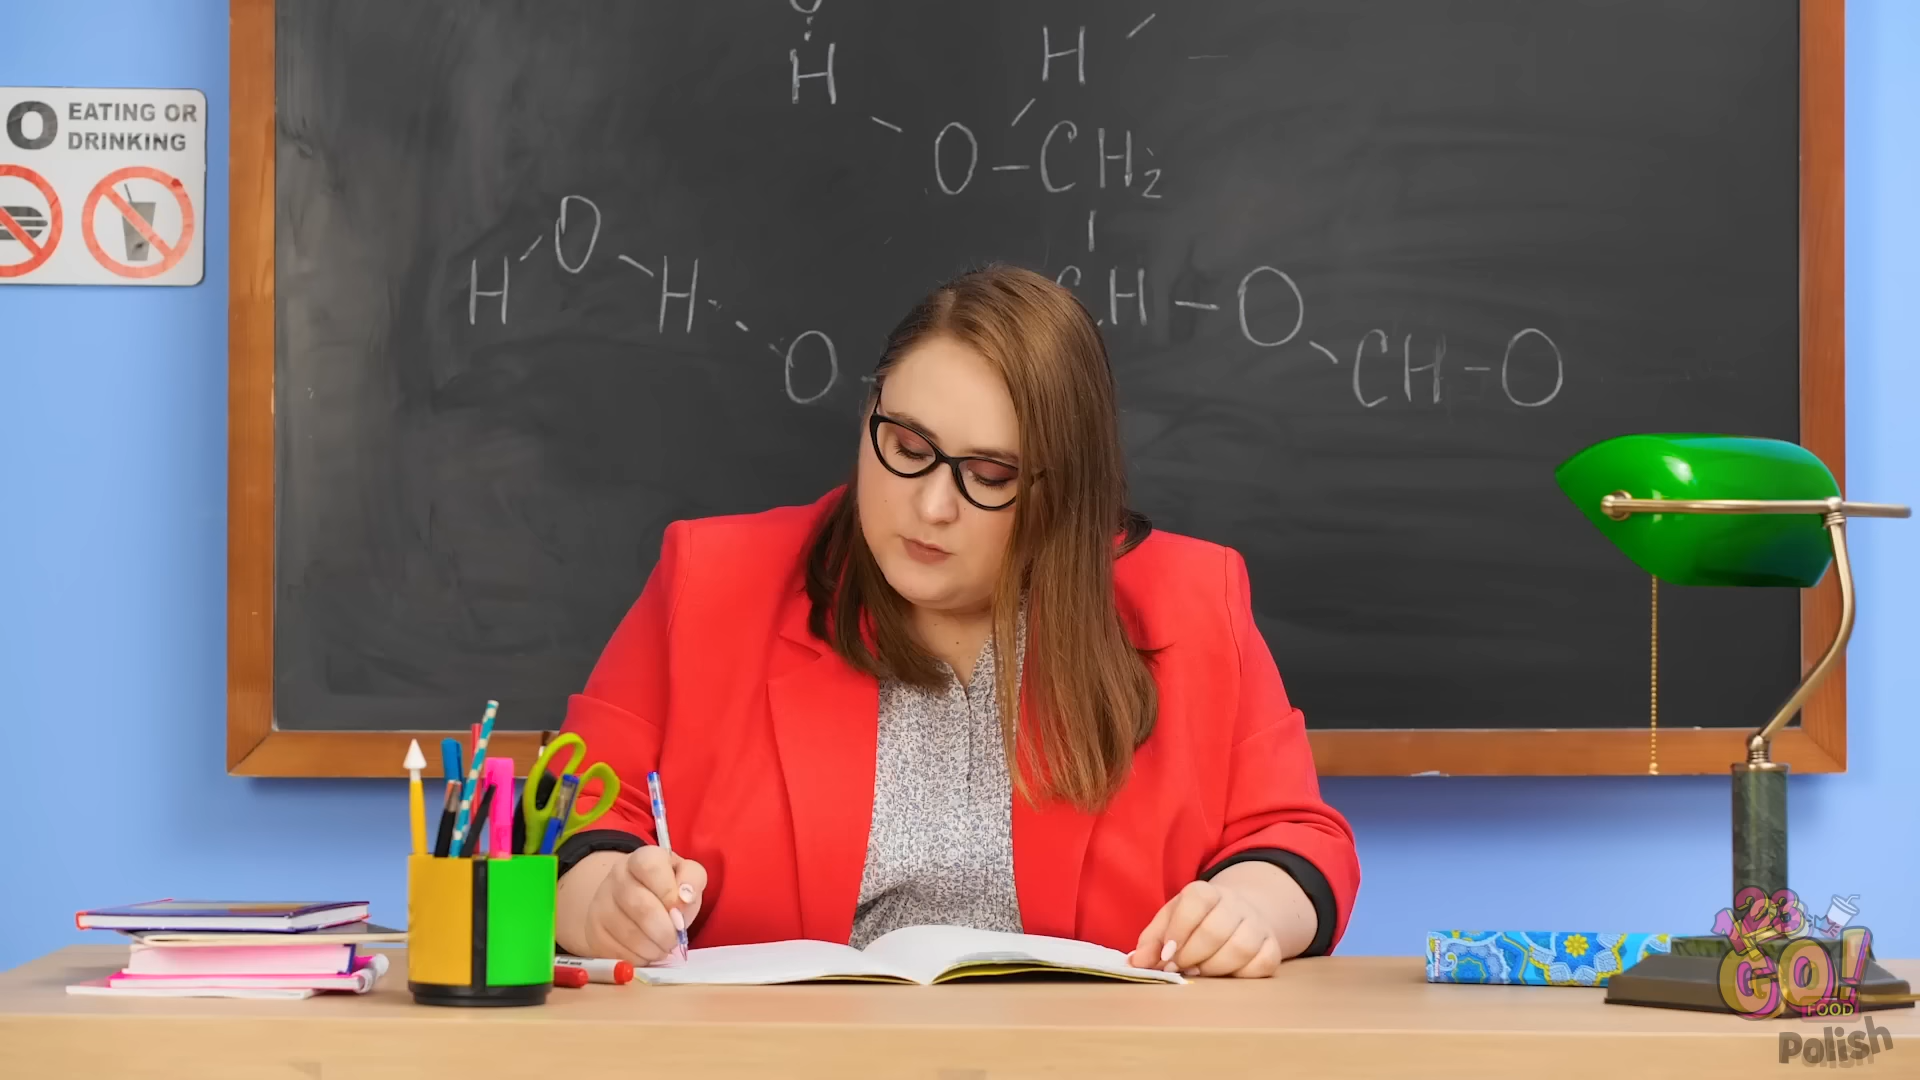 O EATING OR
DRINKING
H
H
O–CH2
H O H
O
CH–O
CH–O
123
GO!
FOOD
Polish